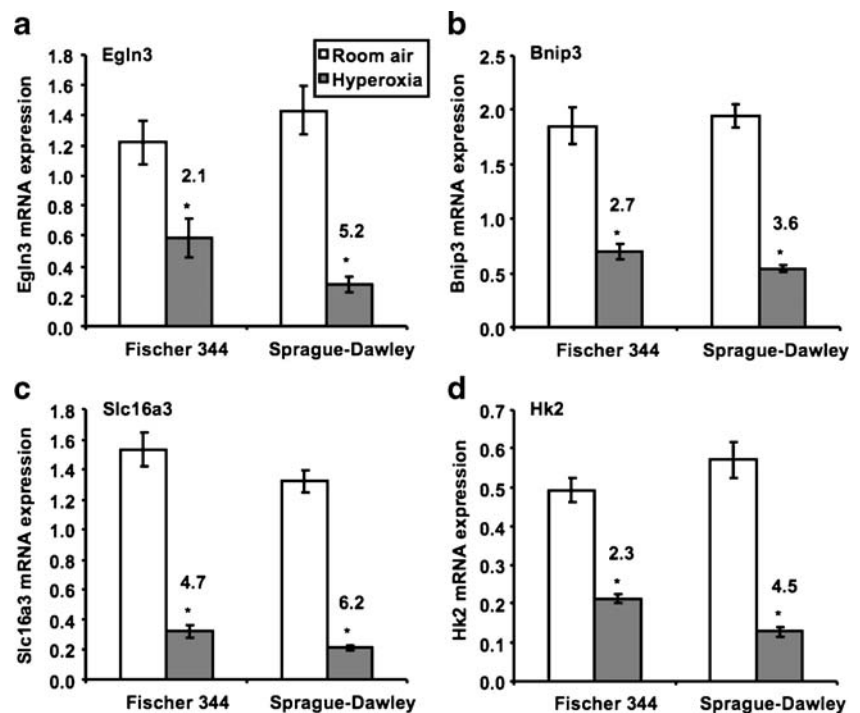 a
Egln3
Room air
Hyperoxia
Egln3 mRNA expression
1.8
1.6
1.4
1.2
1.0
0.8
0.6
0.4
0.2
0.0
2.1
*
5.2
*
Fischer 344
Sprague-Dawley
b
Bnip3
Bnip3 mRNA expression
2.5
2.0
1.5
1.0
0.5
0.0
2.7
*
3.6
*
Fischer 344
Sprague-Dawley
c
Slc16a3
Slc16a3 mRNA expression
1.8
1.6
1.4
1.2
1.0
0.8
0.6
0.4
0.2
0.0
4.7
*
6.2
*
Fischer 344
Sprague-Dawley
d
Hk2
Hk2 mRNA expression
0.7
0.6
0.5
0.4
0.3
0.2
0.1
0.0
2.3
*
4.5
*
Fischer 344
Sprague-Dawley